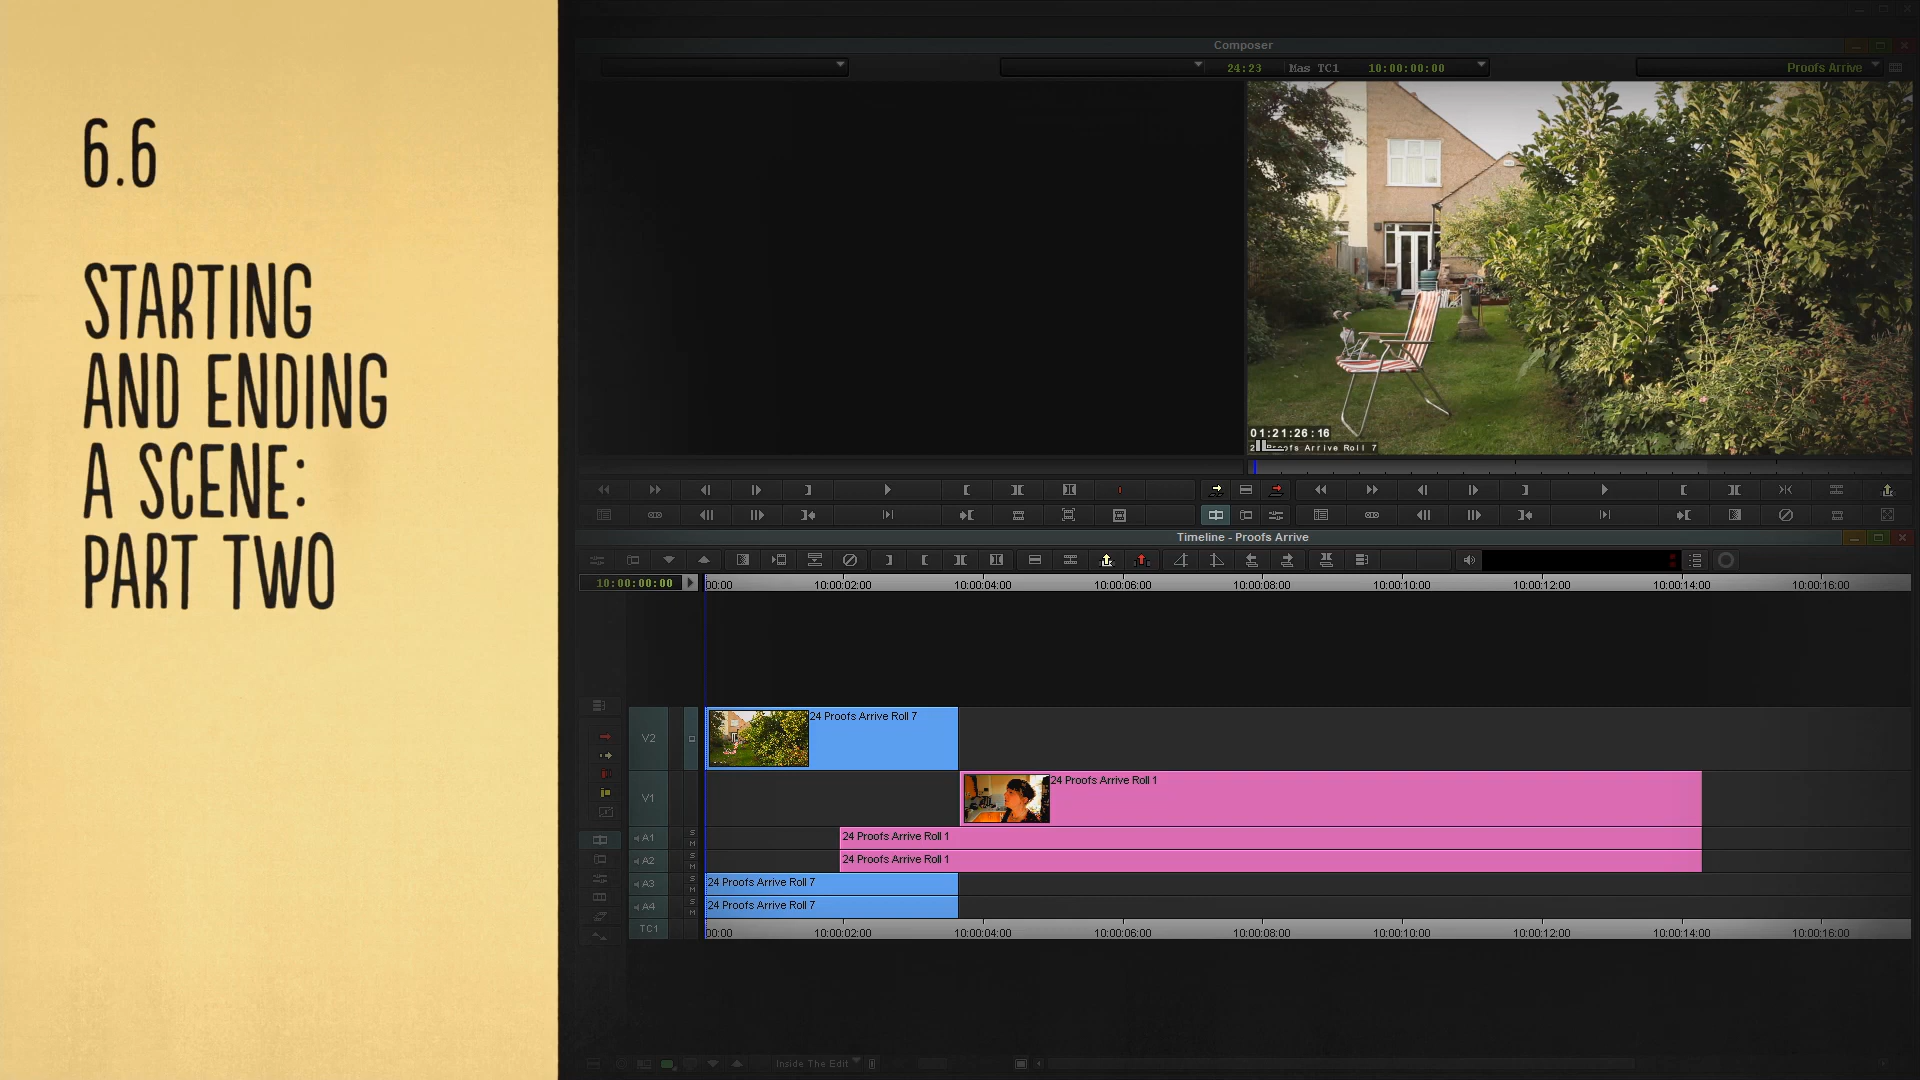 6.6
STARTING
AND ENDING
A SCENE:
PART TWO
Composer
24:23 Mas TC1 10:00:00:00 Proofs Arrive
01:21:26:16
Proofs Arrive Roll 7
Timeline - Proofs Arrive
10:00:00:00 00:00 10:00:02:00 10:00:04:00 10:00:06:00 10:00:08:00 10:00:10:00 10:00:12:00 10:00:14:00 10:00:16:00
V2 24 Proofs Arrive Roll 7
V1 24 Proofs Arrive Roll 1
A1 S M 24 Proofs Arrive Roll 1
A2 S M 24 Proofs Arrive Roll 1
A3 S M 24 Proofs Arrive Roll 7
A4 S M 24 Proofs Arrive Roll 7
TC1 00:00 10:00:02:00 10:00:04:00 10:00:06:00 10:00:08:00 10:00:10:00 10:00:12:00 10:00:14:00 10:00:16:00
Inside The Edit